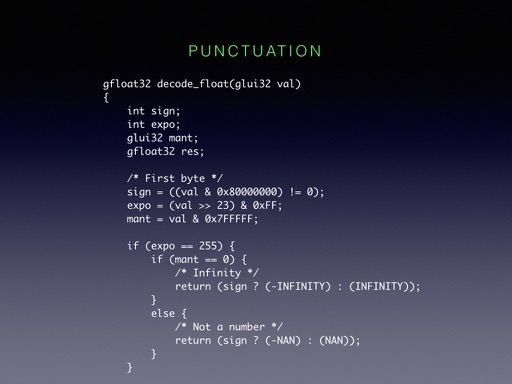 PUNCTUATION
gfloat32 decode_float(glui32 val)
{
    int sign;
    int expo;
    glui32 mant;
    gfloat32 res;

    /* First byte */
    sign = ((val & 0x80000000) != 0);
    expo = (val >> 23) & 0xFF;
    mant = val & 0x7FFFFF;

    if (expo == 255) {
        if (mant == 0) {
            /* Infinity */
            return (sign ? (-INFINITY) : (INFINITY));
        }
        else {
            /* Not a number */
            return (sign ? (-NAN) : (NAN));
        }
    }